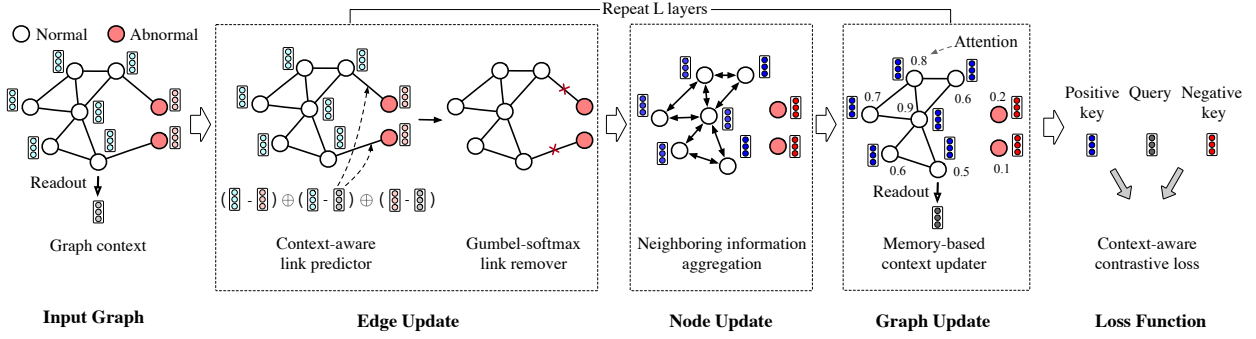 Repeat L layers
Normal
Abnormal
Readout
Graph context
Input Graph
( - ) ⊕ ( - ) ⊕ ( - )
Context-aware
link predictor
Gumbel-softmax
link remover
Edge Update
Neighboring information
aggregation
Node Update
Attention
0.8
0.7
0.9
0.6
0.2
0.6
0.5
0.1
Readout
Memory-based
context updater
Graph Update
Positive
key
Query
Negative
key
Context-aware
contrastive loss
Loss Function